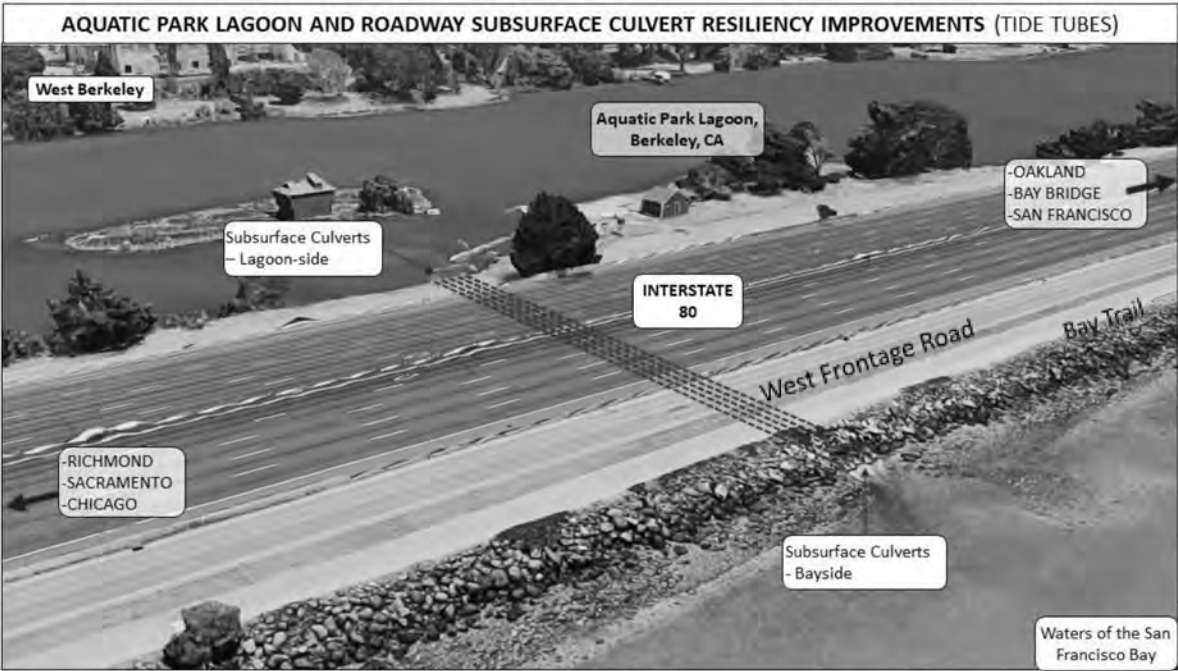 AQUATIC PARK LAGOON AND ROADWAY SUBSURFACE CULVERT RESILIENCY IMPROVEMENTS (TIDE TUBES)
West Berkeley
Aquatic Park Lagoon,
Berkeley, CA
-OAKLAND
-BAY BRIDGE
-SAN FRANCISCO
Subsurface Culverts
– Lagoon-side
INTERSTATE
80
Bay Trail
West Frontage Road
-RICHMOND
-SACRAMENTO
-CHICAGO
Subsurface Culverts
- Bayside
Waters of the San
Francisco Bay